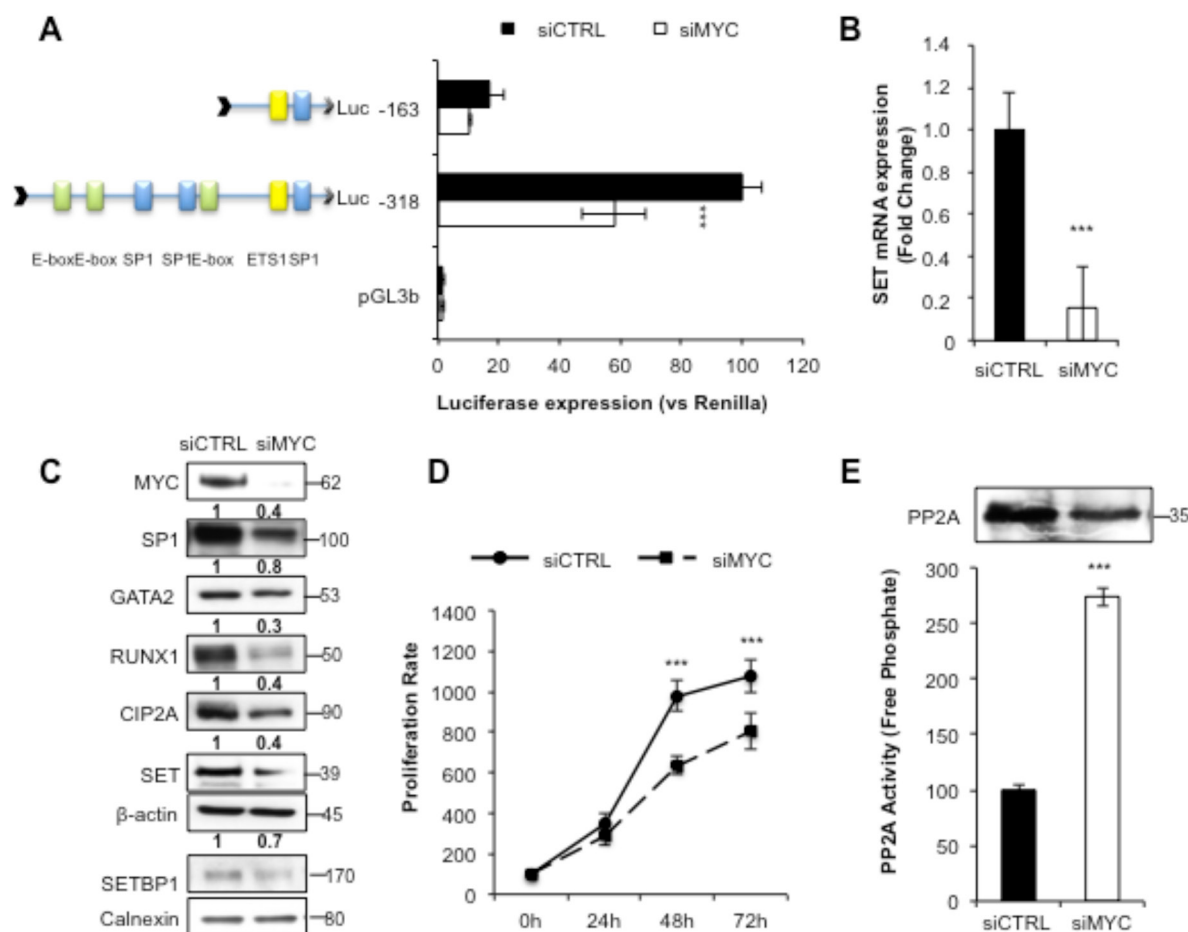 A
siCTRL siMYC
Luc -163
Luc -318
***
E-boxE-box SP1 SP1E-box ETS1SP1
pGL3b
0 20 40 60 80 100 120
Luciferase expression (vs Renilla)
B
SET mRNA expression
(Fold Change)
1.4
1.2
1.0
0.8
0.6
0.4
0.2
0
***
siCTRL siMYC
C
siCTRL siMYC
MYC 62
1 0.4
SP1 100
1 0.8
GATA2 53
1 0.3
RUNX1 50
1 0.4
CIP2A 90
1 0.4
SET 39
β-actin 45
1 0.7
SETBP1 170
Calnexin 80
D
siCTRL siMYC
Proliferation Rate
1400
1200
1000
800
600
400
200
0
*** ***
0h 24h 48h 72h
E
PP2A 35
PP2A Activity (Free Phosphate)
300
250
200
150
100
50
0
***
siCTRL siMYC